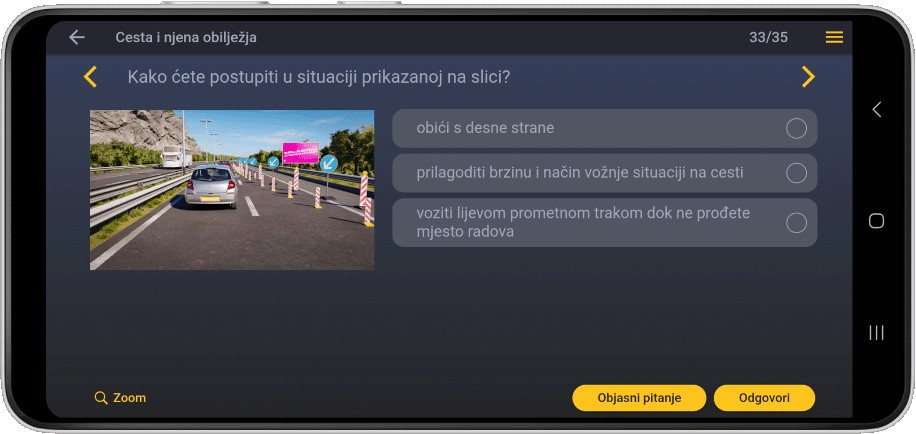 Cesta i njena obilježja
33/35
Kako ćete postupiti u situaciji prikazanoj na slici?
obići s desne strane
prilagoditi brzinu i način vožnje situaciji na cesti
voziti lijevom prometnom trakom dok ne prođete
mjesto radova
Zoom
Objasni pitanje
Odgovori